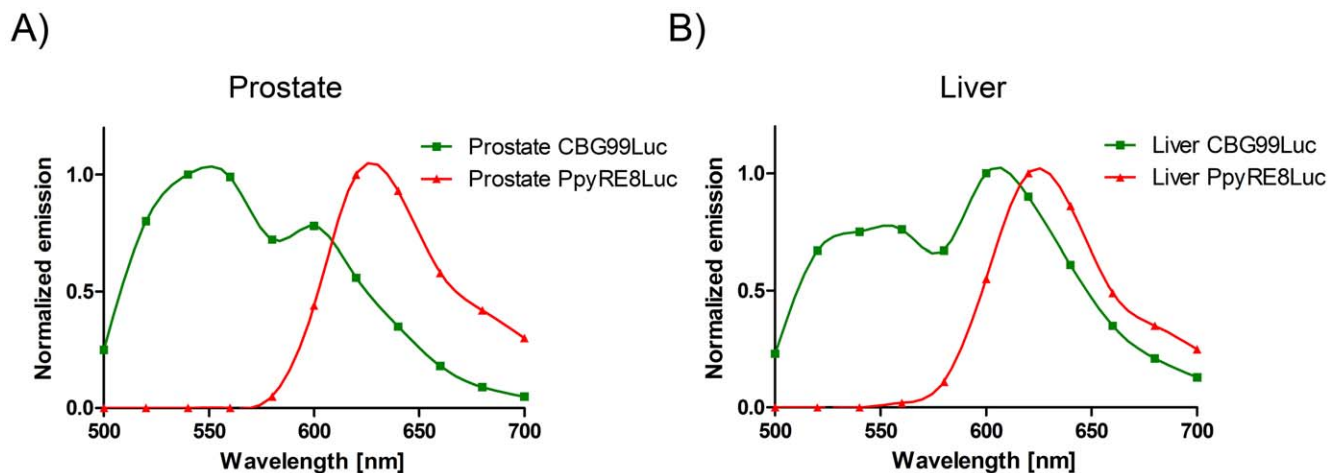 A)
Prostate
Prostate CBG99Luc
Prostate PpyRE8Luc
Normalized emission
1.0
0.5
0.0
500
550
600
650
700
Wavelength [nm]
B)
Liver
Liver CBG99Luc
Liver PpyRE8Luc
Normalized emission
1.0
0.5
0.0
500
550
600
650
700
Wavelength [nm]